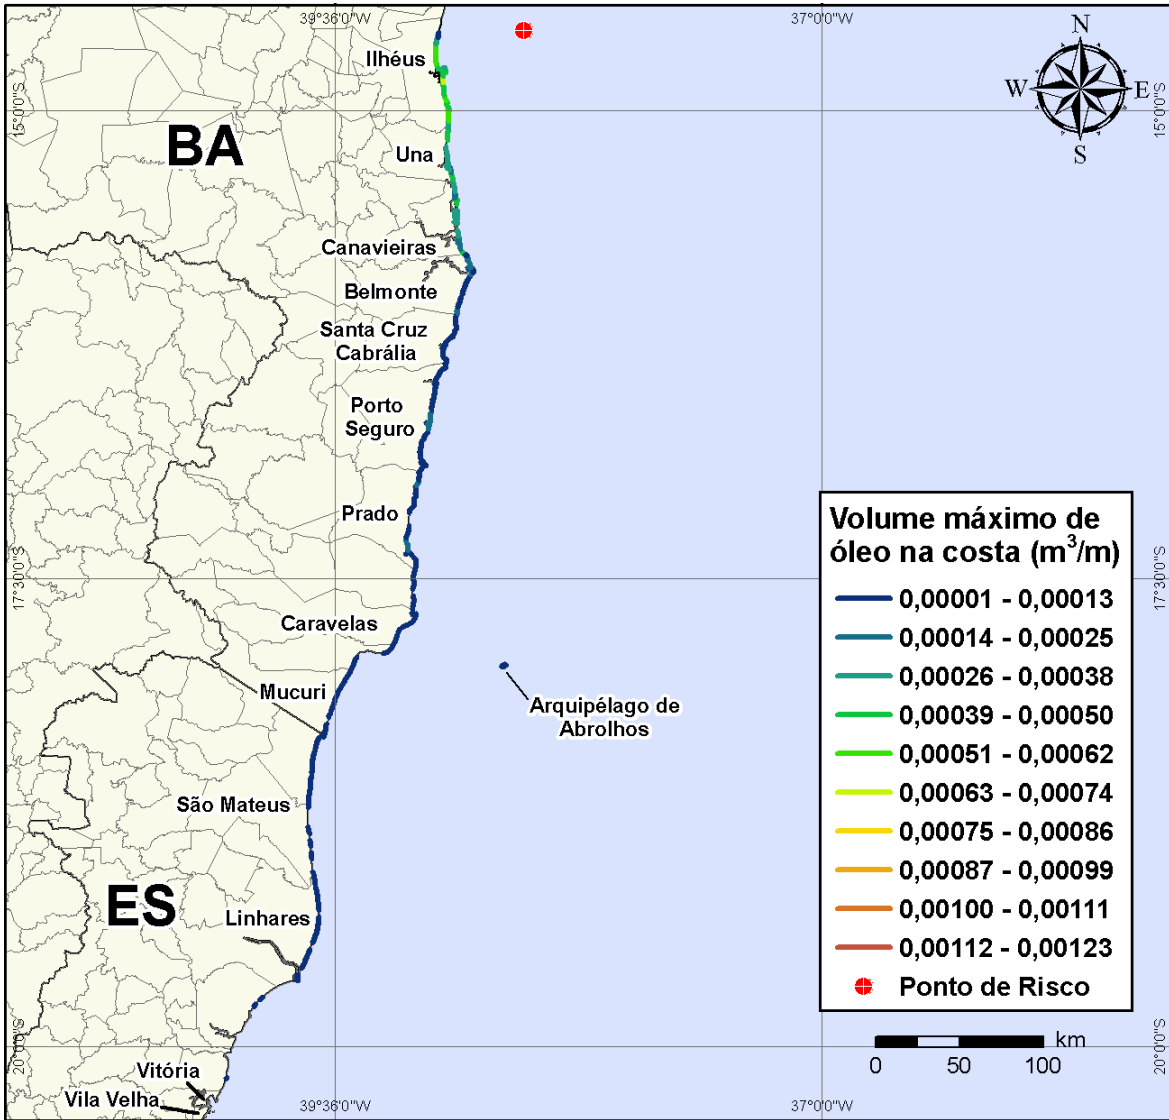 39°36'0"W
37°0'0"W
Ilhéus
N
W
E
S
15°0'0"S
15°0'0"S
BA
Una
Canavieiras
Belmonte
Santa Cruz
Cabrália
Porto
Seguro
Prado
17°30'0"S
17°30'0"S
Caravelas
Mucuri
Arquipélago de
Abrolhos
São Mateus
ES
Linhares
Vitória
Vila Velha
20°0'0"S
20°0'0"S
39°36'0"W
37°0'0"W
Volume máximo de
óleo na costa (m³/m)
0,00001 - 0,00013
0,00014 - 0,00025
0,00026 - 0,00038
0,00039 - 0,00050
0,00051 - 0,00062
0,00063 - 0,00074
0,00075 - 0,00086
0,00087 - 0,00099
0,00100 - 0,00111
0,00112 - 0,00123
Ponto de Risco
km
0 50 100